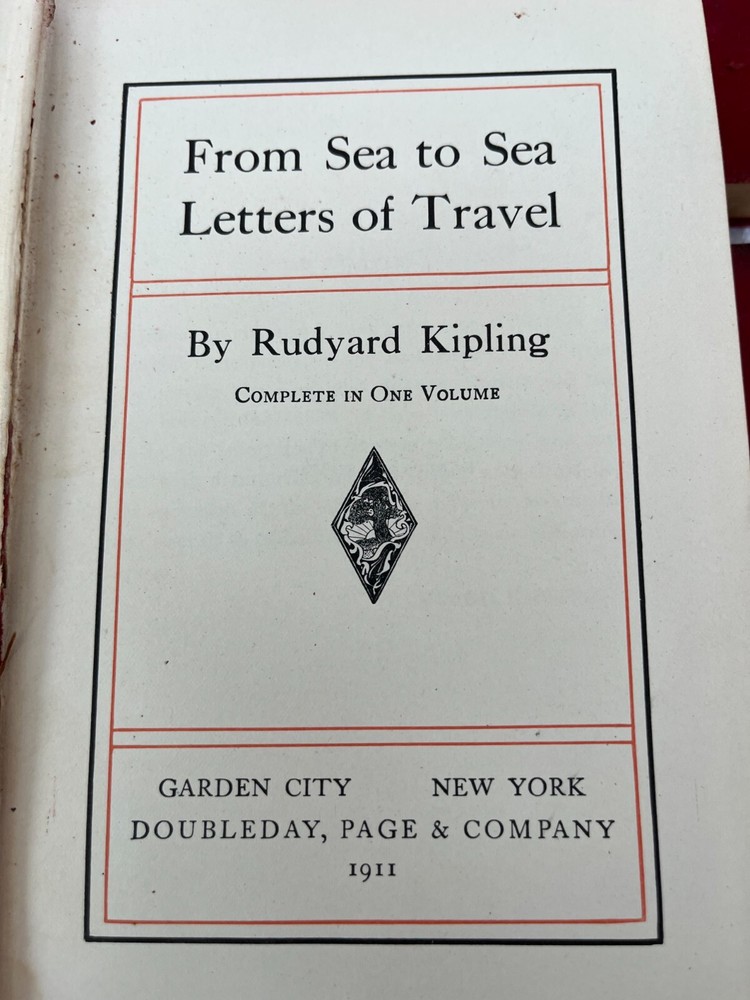 From Sea to Sea
Letters of Travel
By Rudyard Kipling
COMPLETE IN ONE VOLUME
GARDEN CITY NEW YORK
DOUBLEDAY, PAGE & COMPANY
1911